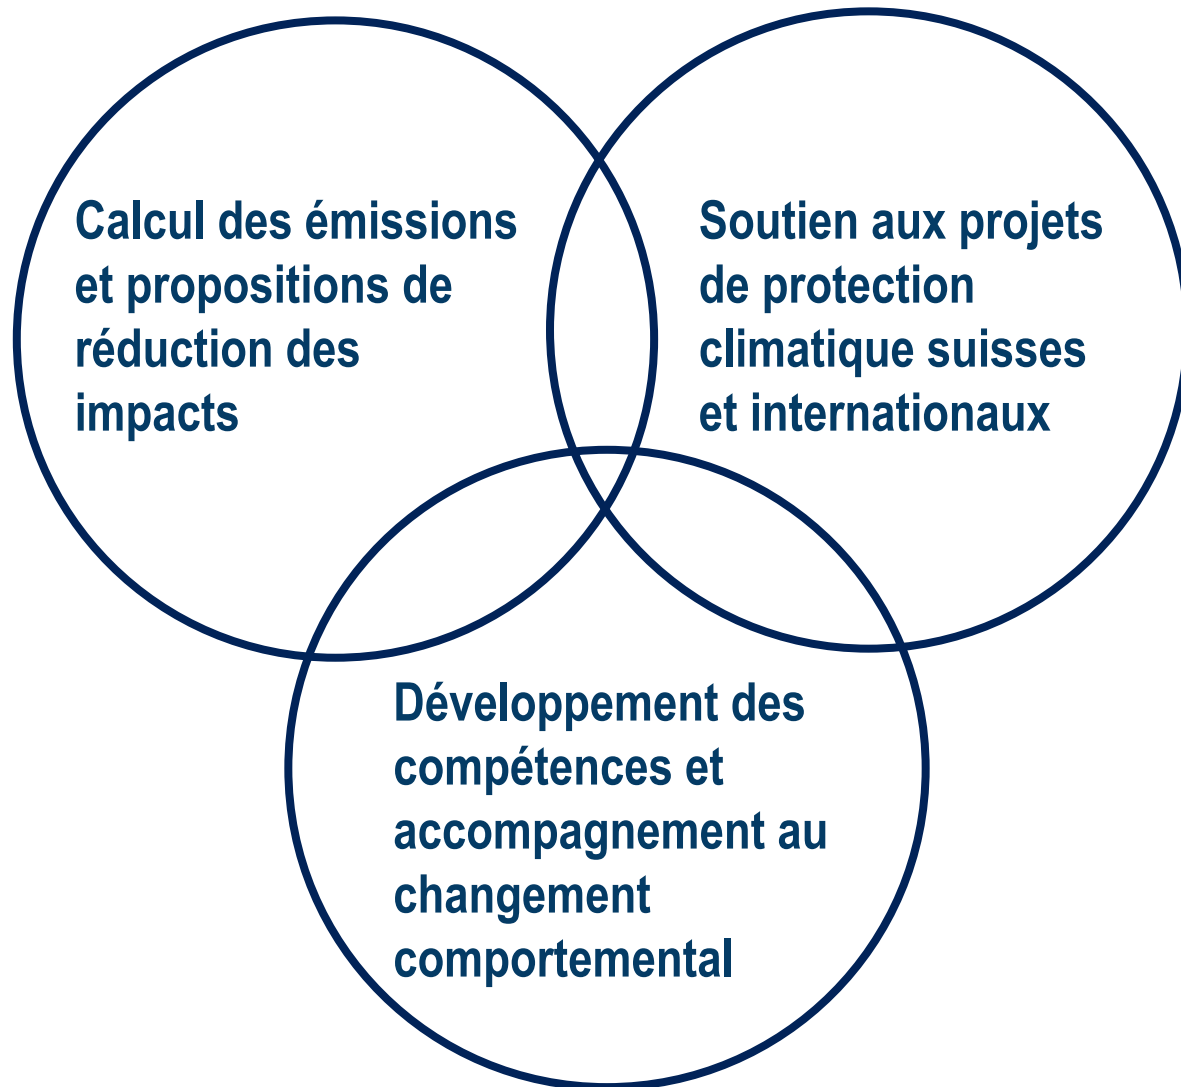 Calcul des émissions
et propositions de
réduction des
impacts
Soutien aux projets
de protection
climatique suisses
et internationaux
Développement des
compétences et
accompagnement au
changement
comportemental